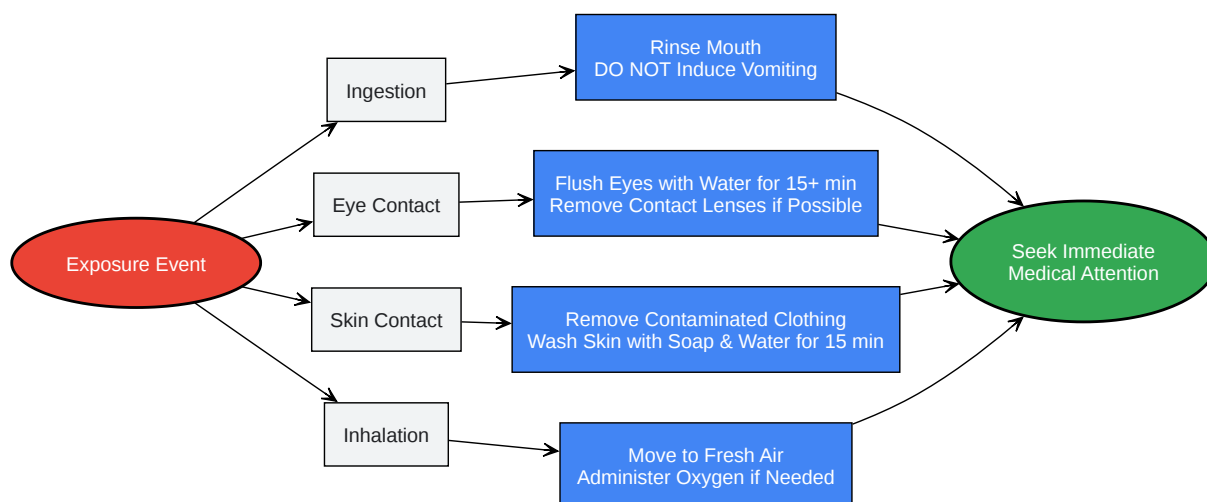 Exposure Event
Ingestion
Rinse Mouth
DO NOT Induce Vomiting
Eye Contact
Flush Eyes with Water for 15+ min
Remove Contact Lenses if Possible
Skin Contact
Remove Contaminated Clothing
Wash Skin with Soap & Water for 15 min
Inhalation
Move to Fresh Air
Administer Oxygen if Needed
Seek Immediate
Medical Attention